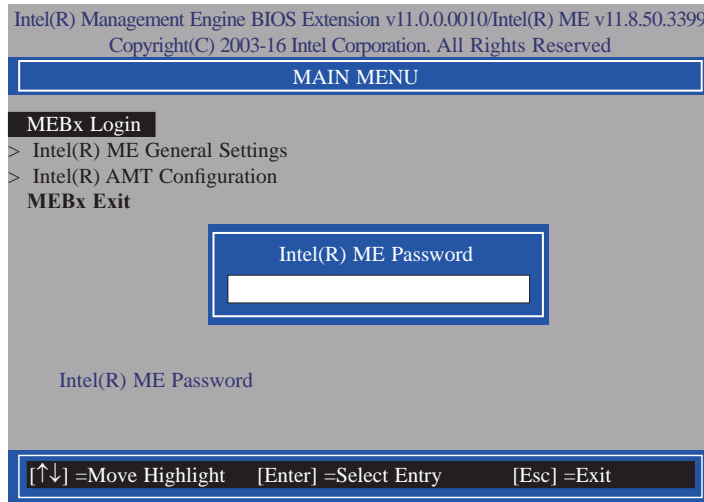 Intel(R) Management Engine BIOS Extension v11.0.0.0010/Intel(R) ME v11.8.50.3399
Copyright(C) 2003-16 Intel Corporation. All Rights Reserved
MAIN MENU
MEBx Login
> Intel(R) ME General Settings
> Intel(R) AMT Configuration
MEBx Exit
Intel(R) ME Password
Intel(R) ME Password
[↑↓] =Move Highlight [Enter] =Select Entry [Esc] =Exit